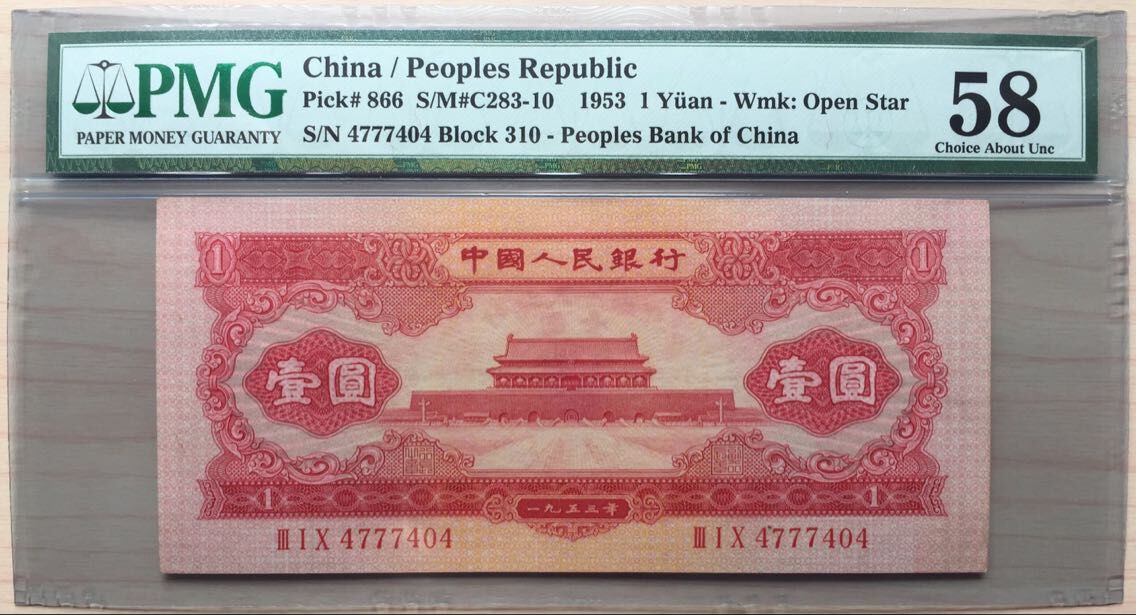 PMG
PAPER MONEY GUARANTY
China / Peoples Republic
Pick# 866 S/M#C283-10 1953 1 Yüan - Wmk: Open Star
S/N 4777404 Block 310 - Peoples Bank of China
58
Choice About Unc
1 中國人民銀行 1
壹圓 壹圓
1 一九五三年 1
III I X 4777404 III I X 4777404